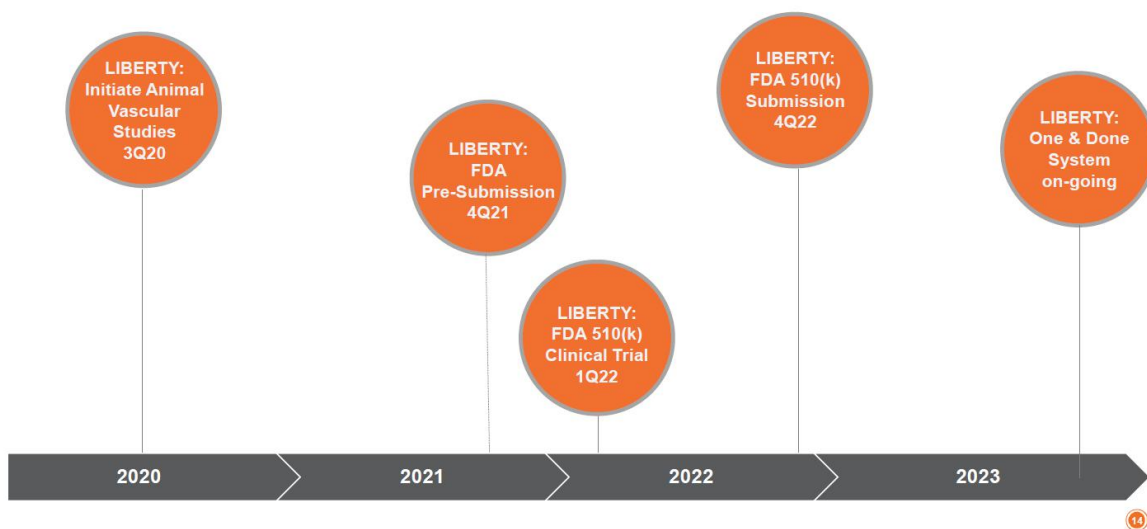 LIBERTY:
Initiate Animal
Vascular
Studies
3Q20
LIBERTY:
FDA
Pre-Submission
4Q21
LIBERTY:
FDA 510(k)
Clinical Trial
1Q22
LIBERTY:
FDA 510(k)
Submission
4Q22
LIBERTY:
One & Done
System
on-going
2020
2021
2022
2023
14